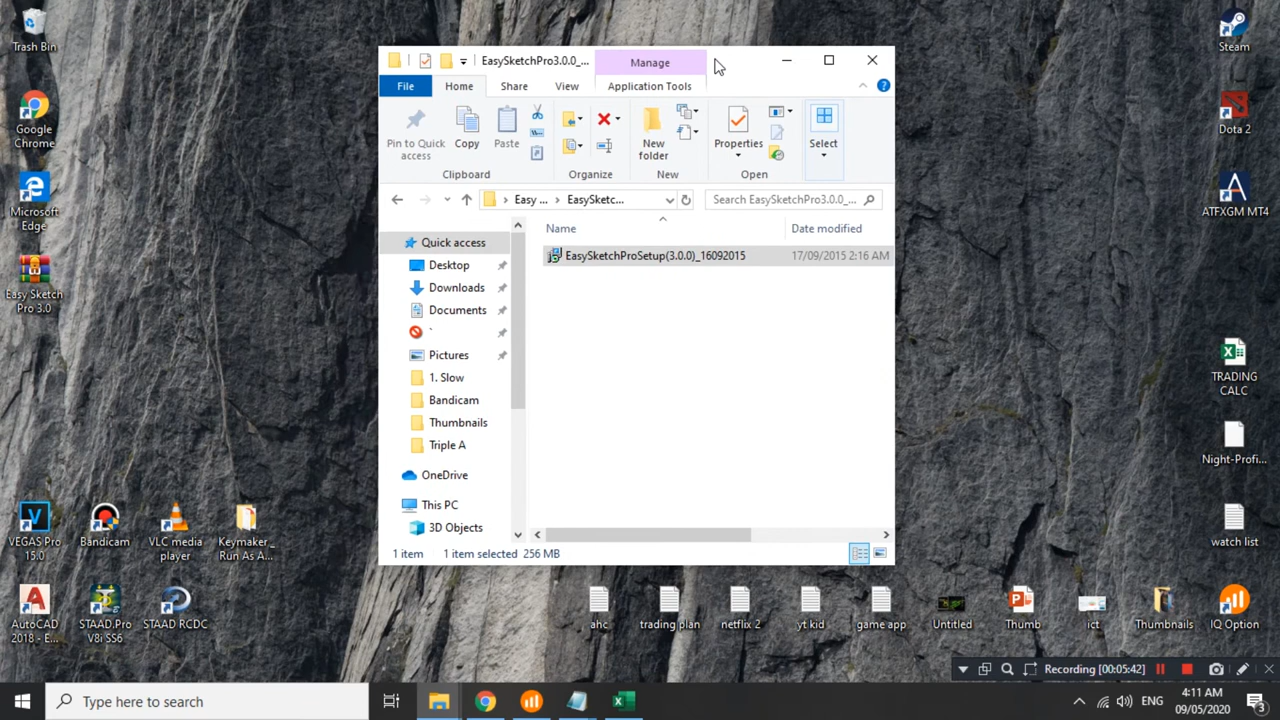 Trash Bin
Google
Chrome
Microsoft
Edge
Easy Sketch
Pro 3.0
VEGAS Pro
15.0
Bandicam
VLC media
player
Keymaker_
Run As A...
AutoCAD
2018 - E...
STAAD.Pro
V8i SS6
STAAD RCDC
EasySketchPro3.0.0_...
Manage
File
Home
Share
View
Application Tools
Pin to Quick
access
Copy
Paste
New
folder
Properties
Select
Clipboard
Organize
New
Open
Easy ...
EasySketc...
Search EasySketchPro3.0.0_...
Name
Date modified
EasySketchProSetup(3.0.0)_16092015
17/09/2015 2:16 AM
Quick access
Desktop
Downloads
Documents
`
Pictures
1. Slow
Bandicam
Thumbnails
Triple A
OneDrive
This PC
3D Objects
1 item
1 item selected 256 MB
Steam
Dota 2
ATFXGM MT4
TRADING
CALC
Night-Profi...
watch list
ahc
trading plan
netflix 2
yt kid
game app
Untitled
Thumb
ict
Thumbnails
IQ Option
Recording [00:05:42]
Type here to search
ENG
4:11 AM
09/05/2020
3